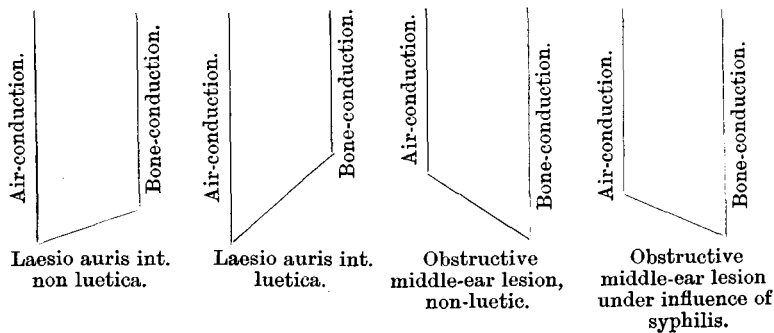 Air-conduction.
Bone-conduction.
Laesio auris int.
non luetica.
Air-conduction.
Bone-conduction.
Laesio auris int.
luetica.
Air-conduction.
Bone-conduction.
Obstructive
middle-ear lesion,
non-luetic.
Air-conduction.
Bone-conduction.
Obstructive
middle-ear lesion
under influence of
syphilis.